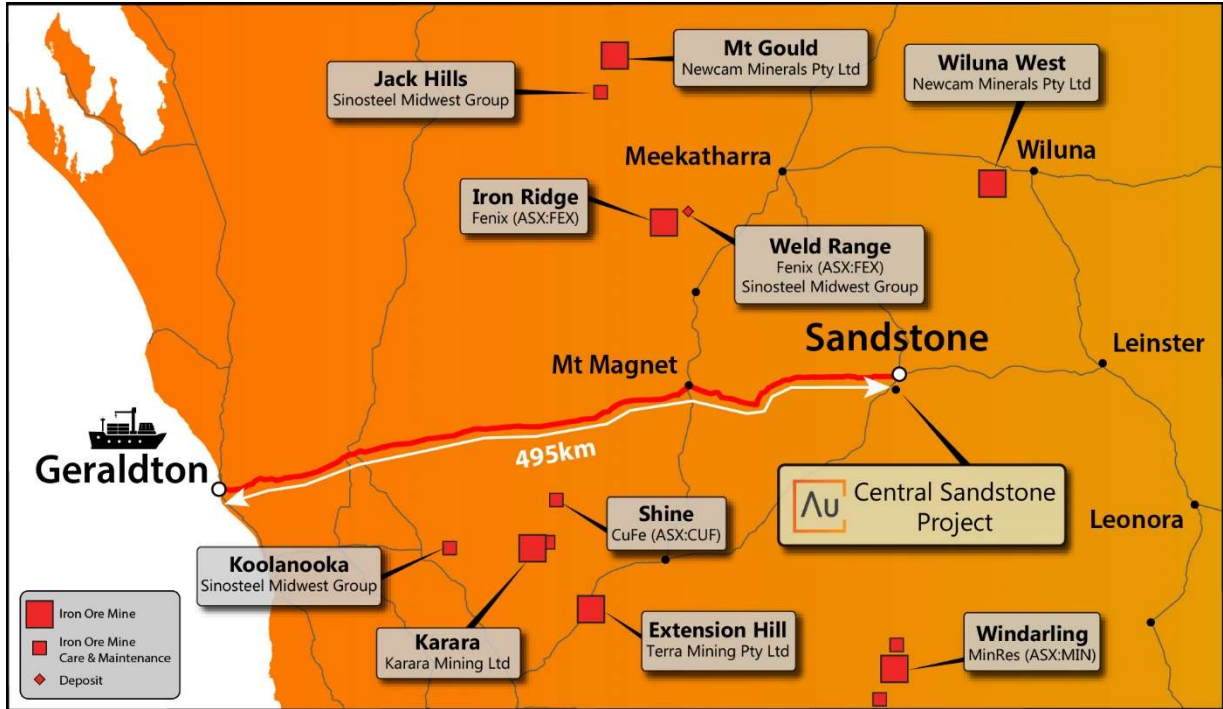 Mt Gould
Newcam Minerals Pty Ltd
Jack Hills
Sinosteel Midwest Group
Wiluna West
Newcam Minerals Pty Ltd
Meekatharra
Wiluna
Iron Ridge
Fenix (ASX:FEX)
Weld Range
Fenix (ASX:FEX)
Sinosteel Midwest Group
Sandstone
Leinster
Mt Magnet
495km
Geraldton
Au
Central Sandstone
Project
Leonora
Shine
CuFe (ASX:CUF)
Koolanooka
Sinosteel Midwest Group
Karara
Karara Mining Ltd
Extension Hill
Terra Mining Pty Ltd
Windarling
MinRes (ASX:MIN)
Iron Ore Mine
Iron Ore Mine
Care & Maintenance
Deposit